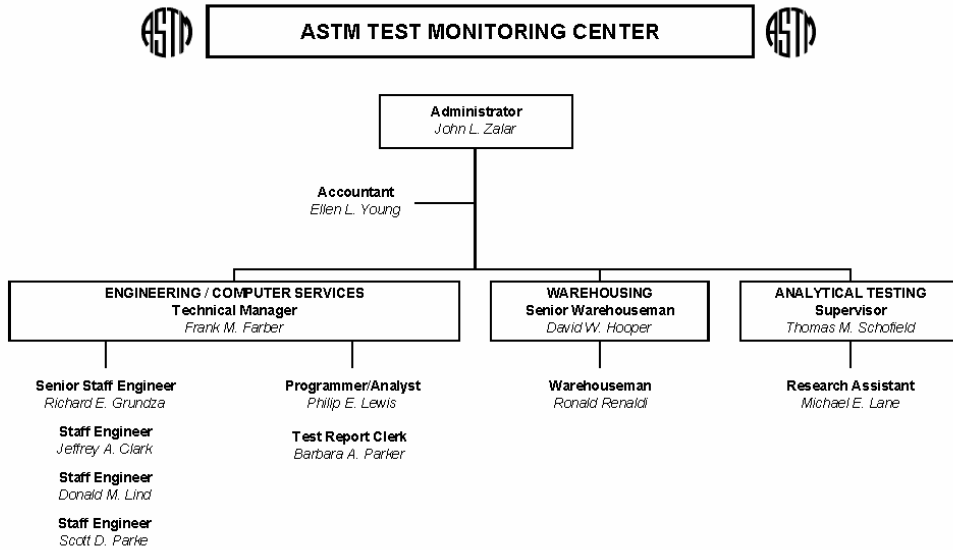 ASTM
ASTM TEST MONITORING CENTER
ASTM
Administrator
John L. Zalar
Accountant
Ellen L. Young
ENGINEERING / COMPUTER SERVICES
Technical Manager
Frank M. Farber
WAREHOUSING
Senior Warehouseman
David W. Hooper
ANALYTICAL TESTING
Supervisor
Thomas M. Schofield
Senior Staff Engineer
Richard E. Grundza
Staff Engineer
Jeffrey A. Clark
Staff Engineer
Donald M. Lind
Staff Engineer
Scott D. Parke
Programmer/Analyst
Philip E. Lewis
Test Report Clerk
Barbara A. Parker
Warehouseman
Ronald Renaldi
Research Assistant
Michael E. Lane